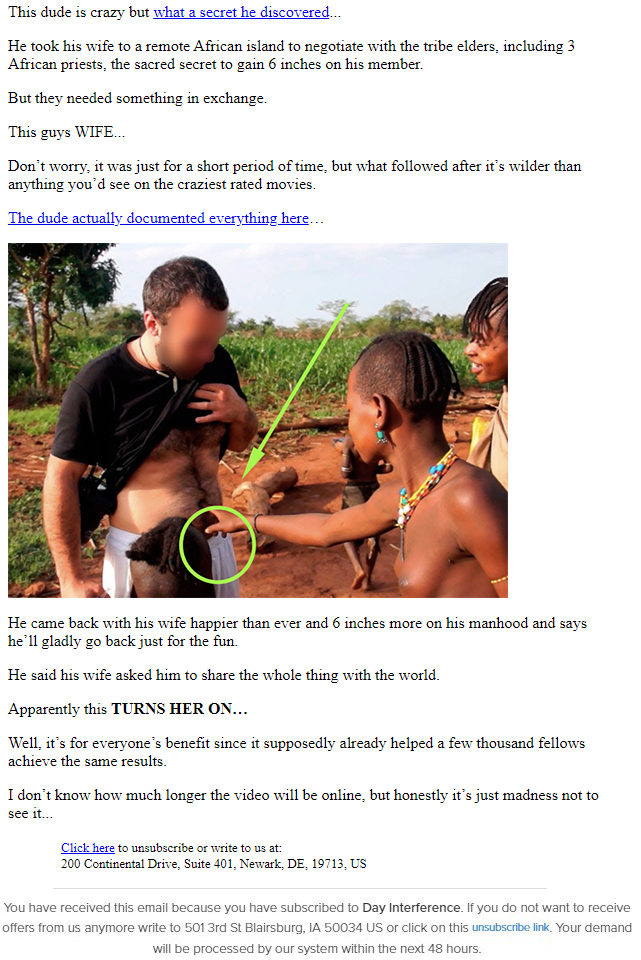 This dude is crazy but what a secret he discovered...
He took his wife to a remote African island to negotiate with the tribe elders, including 3
African priests, the sacred secret to gain 6 inches on his member.
But they needed something in exchange.
This guys WIFE...
Don’t worry, it was just for a short period of time, but what followed after it’s wilder than
anything you’d see on the craziest rated movies.
The dude actually documented everything here…
He came back with his wife happier than ever and 6 inches more on his manhood and says
he’ll gladly go back just for the fun.
He said his wife asked him to share the whole thing with the world.
Apparently this TURNS HER ON…
Well, it’s for everyone’s benefit since it supposedly already helped a few thousand fellows
achieve the same results.
I don’t know how much longer the video will be online, but honestly it’s just madness not to
see it...
Click here to unsubscribe or write to us at:
200 Continental Drive, Suite 401, Newark, DE, 19713, US
You have received this email because you have subscribed to Day Interference. If you do not want to receive
offers from us anymore write to 501 3rd St Blairsburg, IA 50034 US or click on this unsubscribe link. Your demand
will be processed by our system within the next 48 hours.